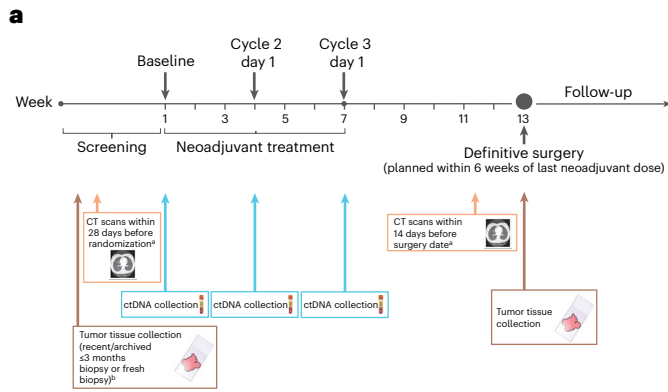 a
Baseline
Cycle 2
day 1
Cycle 3
day 1
Week
Follow-up
1 3 5 7 9 11 13
Screening
Neoadjuvant treatment
Definitive surgery
(planned within 6 weeks of last neoadjuvant dose)
CT scans within
28 days before
randomizationᵃ
CT scans within
14 days before
surgery dateᵃ
ctDNA collection
ctDNA collection
ctDNA collection
Tumor tissue
collection
Tumor tissue collection
(recent/archived
≤3 months
biopsy or fresh
biopsy)ᵇ